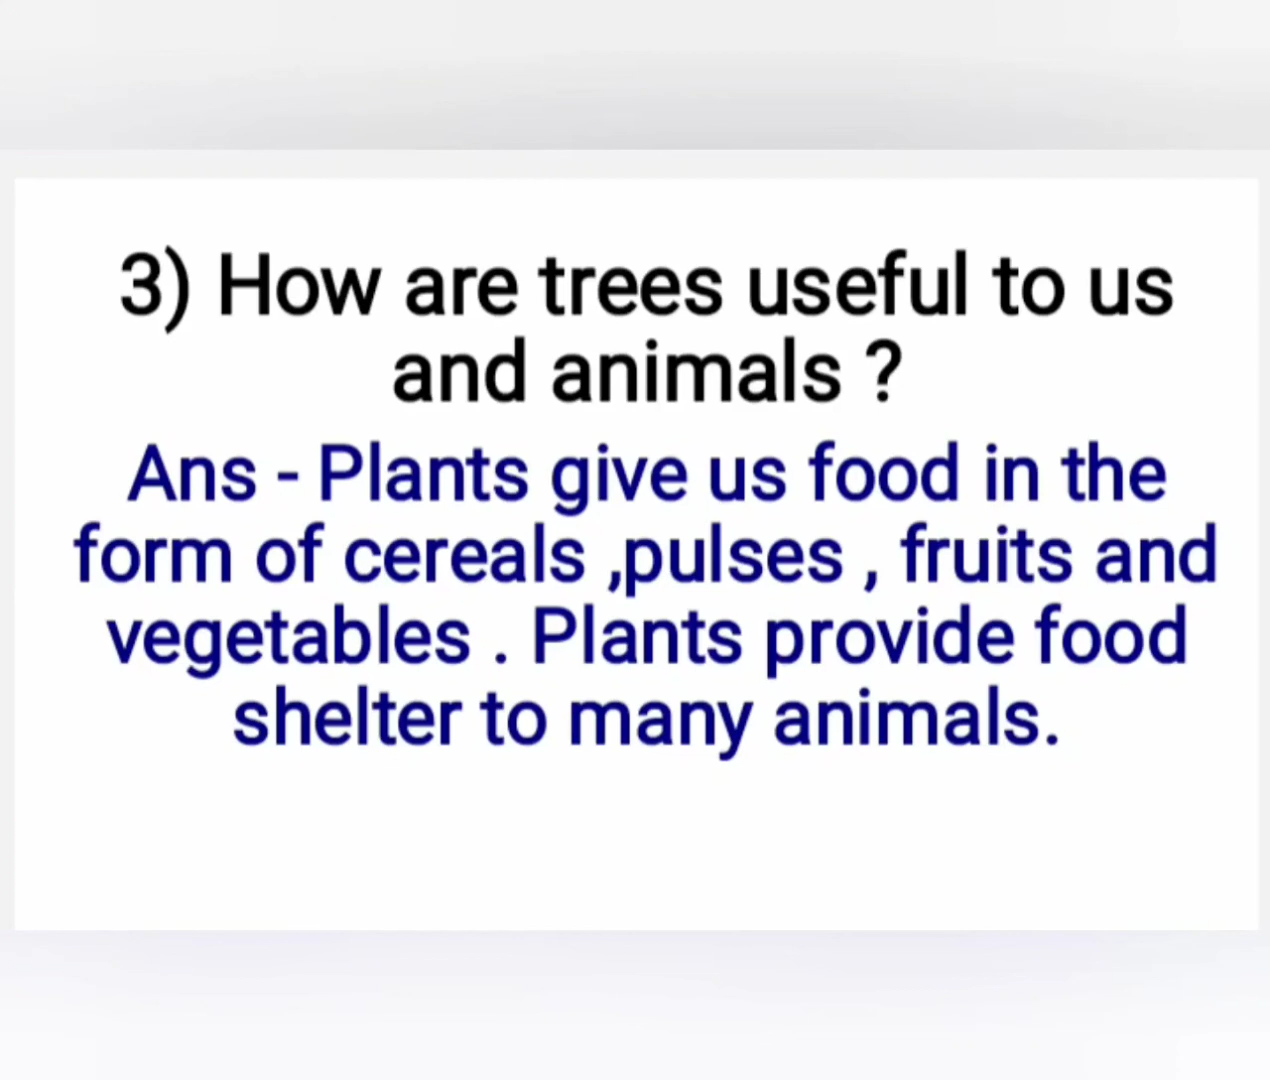 3) How are trees useful to us
and animals ?
Ans - Plants give us food in the
form of cereals ,pulses , fruits and
vegetables . Plants provide food
shelter to many animals.